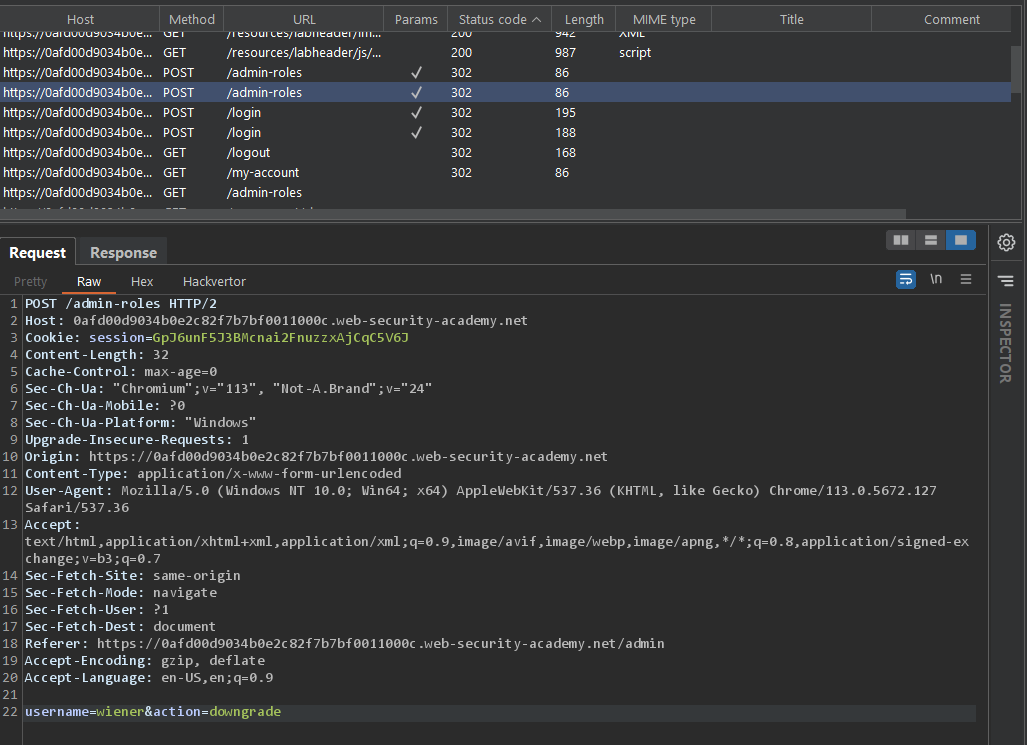 Host Method URL Params Status code Length MIME type Title Comment
https://0afd00d9034b0e... GET /resources/labheader/im... 200 942 XML
https://0afd00d9034b0e... GET /resources/labheader/js/... 200 987 script
https://0afd00d9034b0e... POST /admin-roles ✓ 302 86
https://0afd00d9034b0e... POST /admin-roles ✓ 302 86
https://0afd00d9034b0e... POST /login ✓ 302 195
https://0afd00d9034b0e... POST /login ✓ 302 188
https://0afd00d9034b0e... GET /logout 302 168
https://0afd00d9034b0e... GET /my-account 302 86
https://0afd00d9034b0e... GET /admin-roles
Request Response
Pretty Raw Hex Hackvertor \n
INSPECTOR
1 POST /admin-roles HTTP/2
2 Host: 0afd00d9034b0e2c82f7b7bf0011000c.web-security-academy.net
3 Cookie: session=GpJ6unF5J3BMcnai2FnuzzxAjCqC5V6J
4 Content-Length: 32
5 Cache-Control: max-age=0
6 Sec-Ch-Ua: "Chromium";v="113", "Not-A.Brand";v="24"
7 Sec-Ch-Ua-Mobile: ?0
8 Sec-Ch-Ua-Platform: "Windows"
9 Upgrade-Insecure-Requests: 1
10 Origin: https://0afd00d9034b0e2c82f7b7bf0011000c.web-security-academy.net
11 Content-Type: application/x-www-form-urlencoded
12 User-Agent: Mozilla/5.0 (Windows NT 10.0; Win64; x64) AppleWebKit/537.36 (KHTML, like Gecko) Chrome/113.0.5672.127
Safari/537.36
13 Accept:
text/html,application/xhtml+xml,application/xml;q=0.9,image/avif,image/webp,image/apng,*/*;q=0.8,application/signed-ex
change;v=b3;q=0.7
14 Sec-Fetch-Site: same-origin
15 Sec-Fetch-Mode: navigate
16 Sec-Fetch-User: ?1
17 Sec-Fetch-Dest: document
18 Referer: https://0afd00d9034b0e2c82f7b7bf0011000c.web-security-academy.net/admin
19 Accept-Encoding: gzip, deflate
20 Accept-Language: en-US,en;q=0.9
21
22 username=wiener&action=downgrade